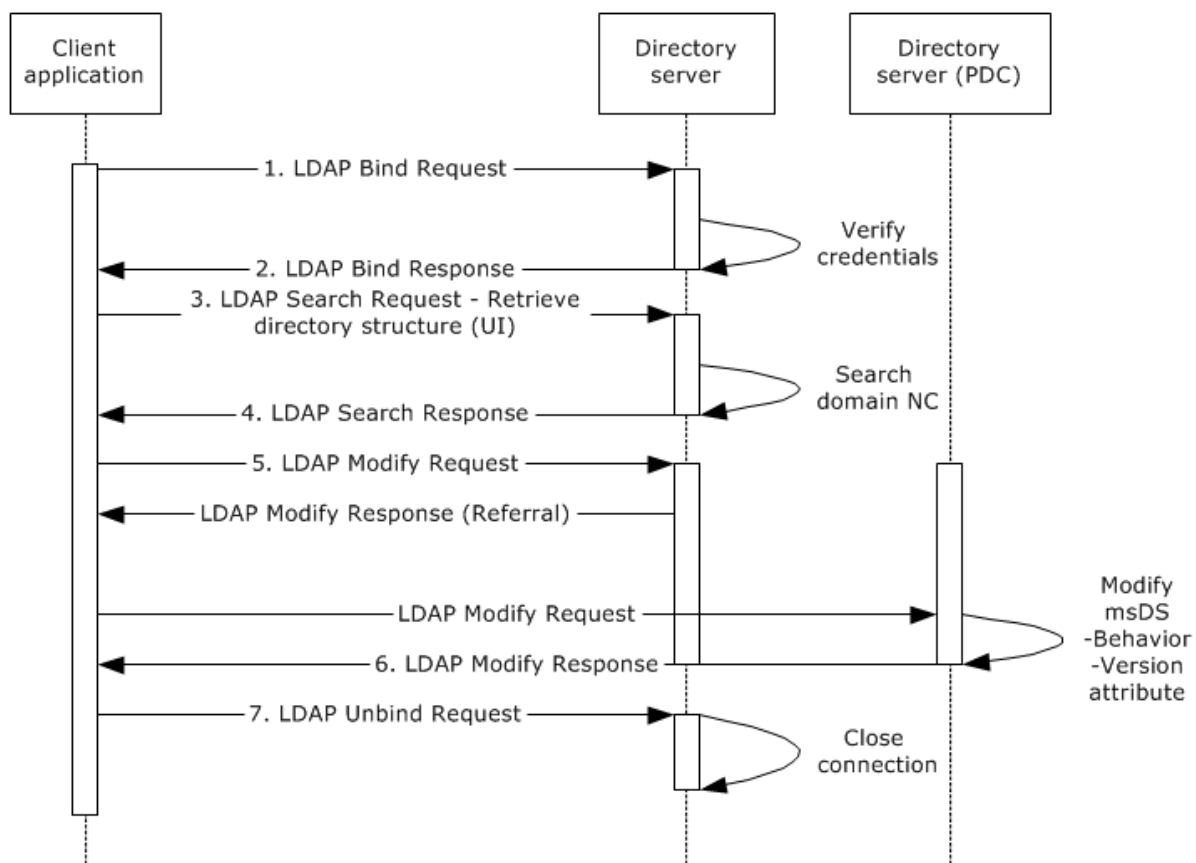 Client
application
Directory
server
Directory
server (PDC)
1. LDAP Bind Request
Verify
credentials
2. LDAP Bind Response
3. LDAP Search Request - Retrieve
directory structure (UI)
Search
domain NC
4. LDAP Search Response
5. LDAP Modify Request
LDAP Modify Response (Referral)
LDAP Modify Request
Modify
msDS
-Behavior
-Version
attribute
6. LDAP Modify Response
7. LDAP Unbind Request
Close
connection